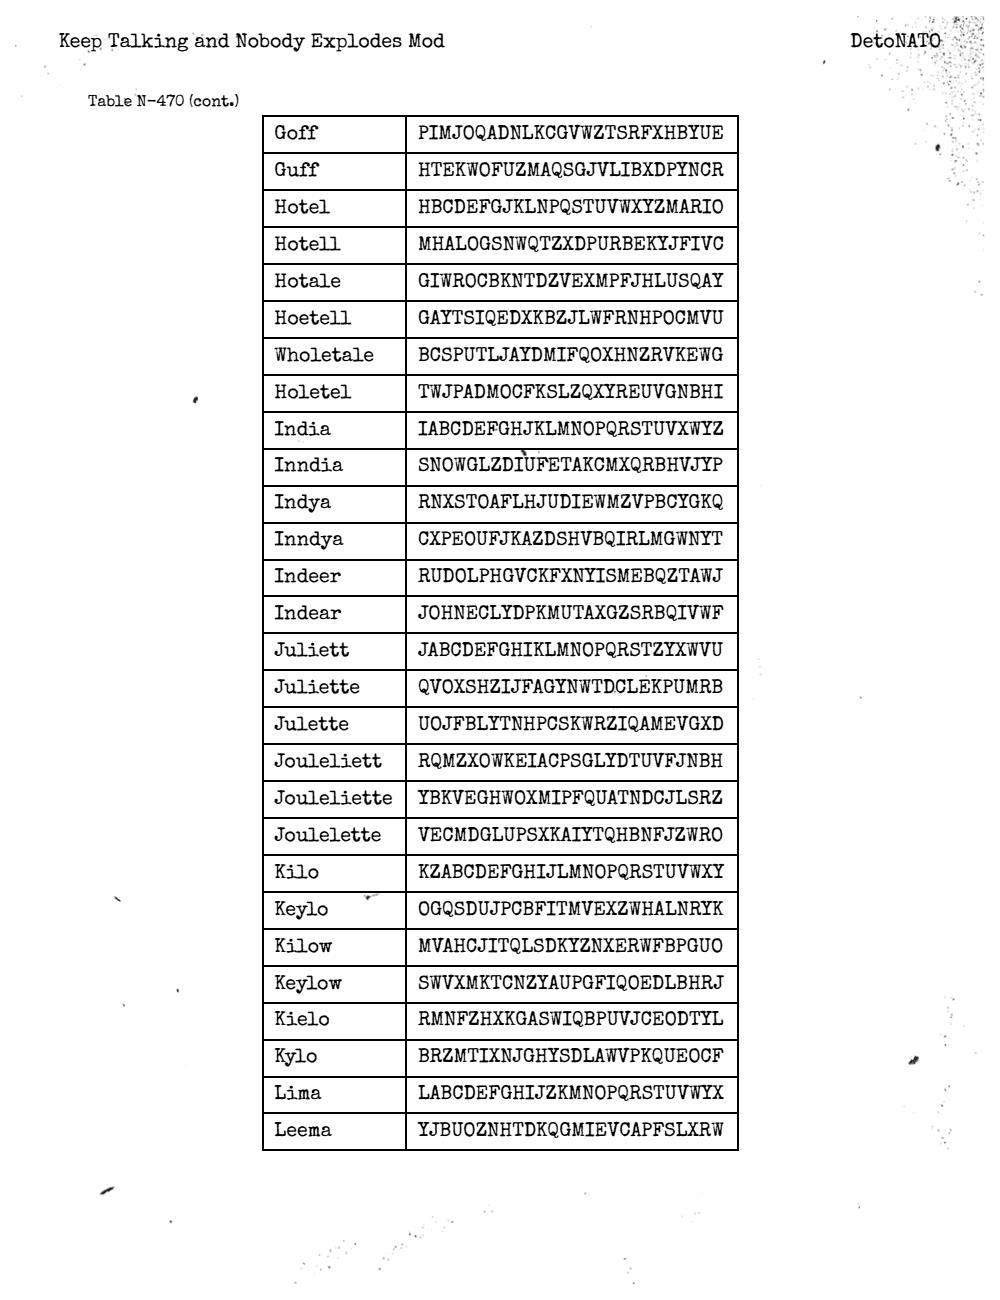 Keep Talking and Nobody Explodes Mod DetoNATO
Table N-470 (cont.)
Goff PIMJOQADNLKCGVWZTSRFXHBYUE
Guff HTEKWOFUZMAQSGJVLIBXDPYNCR
Hotel HBCDEFGJKLNPQSTUVWXYZMARIO
Hotell MHALOGSNWQTZXDPURBEKYJFIVC
Hotale GIWROCBKNTDZVEXMPFJHLUSQAY
Hoetell GAYTSIQEDXKBZJLWFRNHPOCMVU
Wholetale BCSPUTLJAYDMIFQOXHNZRVKEWG
Holetel TWJPADMOCFKSLZQXYREUVGNBHI
India IABCDEFGHJKLMNOPQRSTUVXWYZ
Inndia SNOWGLZDIUFETAKCMXQRBHVJYP
Indya RNXSTOAFLHJUDIEWMZVPBCYGKQ
Inndya CXPEOUFJKAZDSHVBQIRLMGWNYT
Indeer RUDOLPHGVCKFXNYISMEBQZTAWJ
Indear JOHNECLYDPKMUTAXGZSRBQIVWF
Juliett JABCDEFGHIKLMNOPQRSTZYXWVU
Juliette QVOXSHZIJFAGYNWTDCLEKPUMRB
Julette UOJFBLYTNHPCSKWRZIQAMEVGXD
Jouleliett RQMZXOWKEIACPSGLYDTUVFJNBH
Jouleliette YBKVEGHWOXMIPFQUATNDCJLSRZ
Joulelette VECMDGLUPSXKAIYTQHBNFJZWRO
Kilo KZABCDEFGHIJLMNOPQRSTUVWXY
Keylo OGQSDUJPCBFITMVEXZWHALNRYK
Kilow MVAHCJITQLSDKYZNXERWFBPGUO
Keylow SWVXMKTCNZYAUPGFIQOEDLBHRJ
Kielo RMNFZHXKGASWIQBPUVJCEODTYL
Kylo BRZMTIXNJGHYSDLAWVPKQUEOCF
Lima LABCDEFGHIJZKMNOPQRSTUVWYX
Leema YJBUOZNHTDKQGMIEVCAPFSLXRW